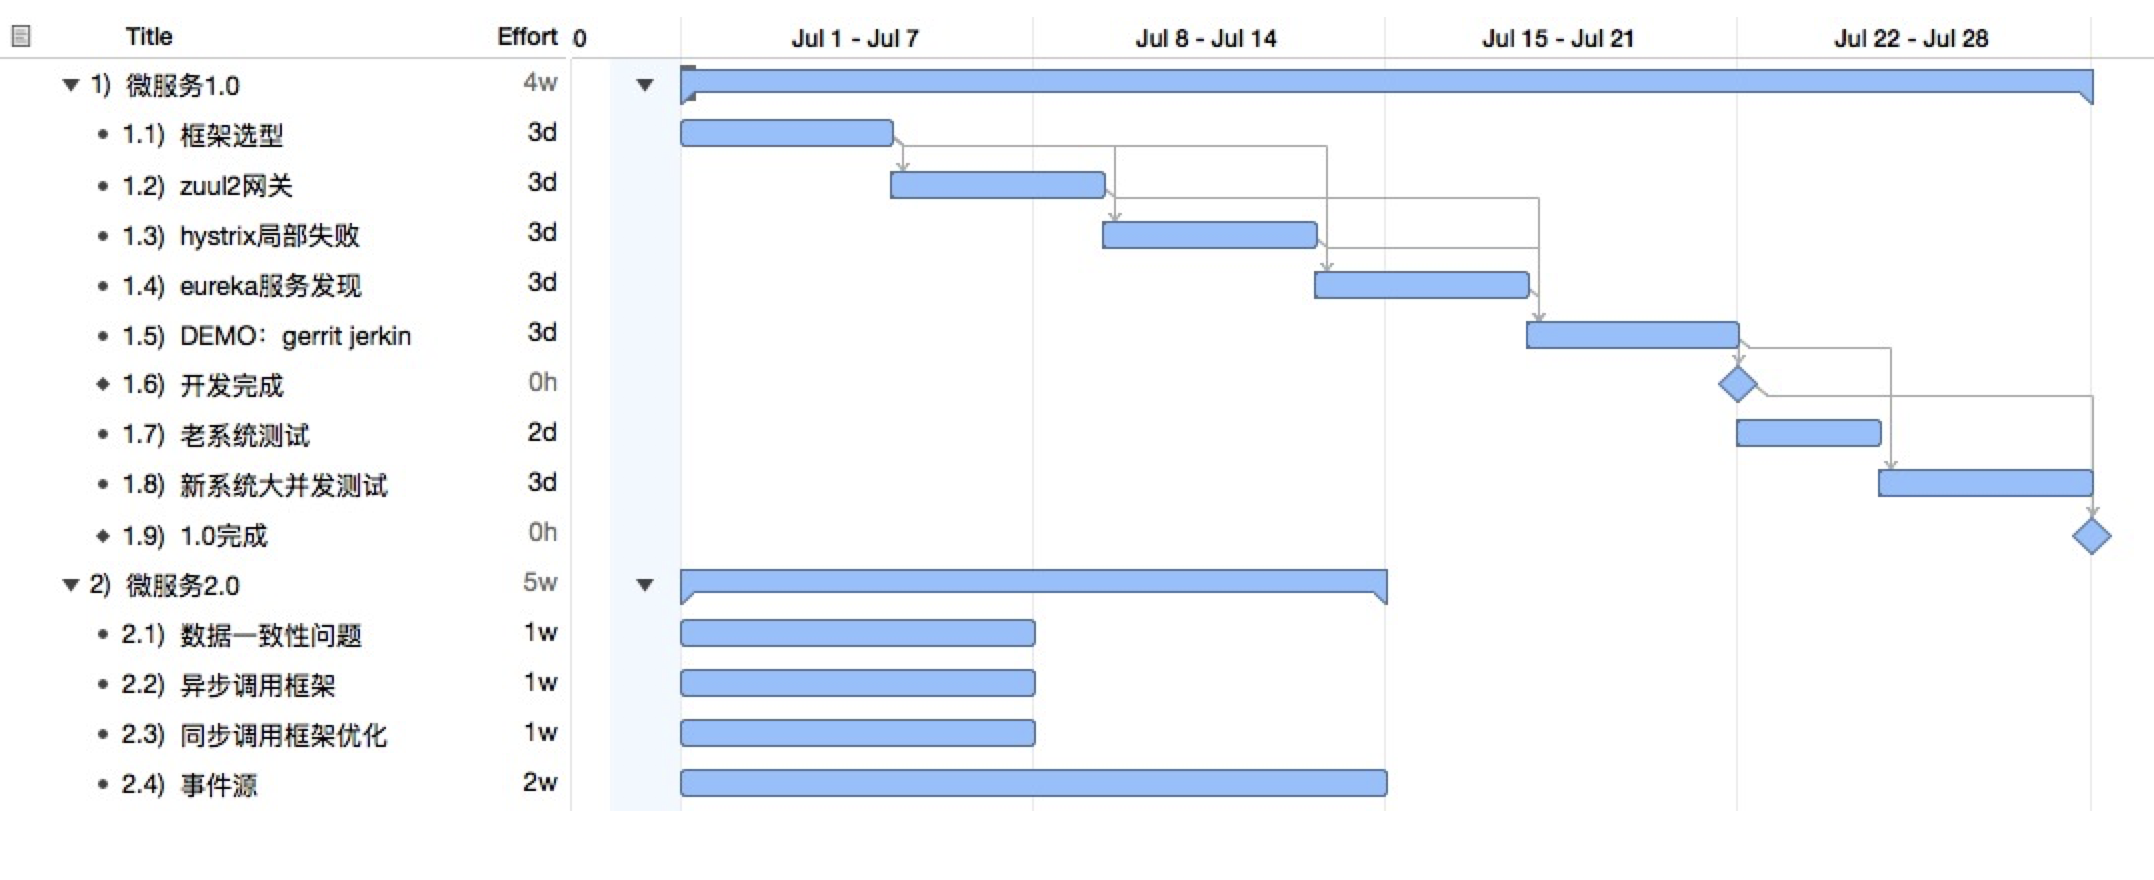 Title Effort 0 Jul 1 - Jul 7 Jul 8 - Jul 14 Jul 15 - Jul 21 Jul 22 - Jul 28
1) 微服务1.0 4w
1.1) 框架选型 3d
1.2) zuul2网关 3d
1.3) hystrix局部失败 3d
1.4) eureka服务发现 3d
1.5) DEMO：gerrit jerkin 3d
1.6) 开发完成 0h
1.7) 老系统测试 2d
1.8) 新系统大并发测试 3d
1.9) 1.0完成 0h
2) 微服务2.0 5w
2.1) 数据一致性问题 1w
2.2) 异步调用框架 1w
2.3) 同步调用框架优化 1w
2.4) 事件源 2w